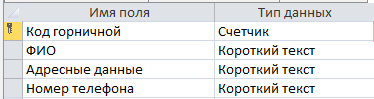 Имя поля Тип данных
Код горничной Счетчик
ФИО Короткий текст
Адресные данные Короткий текст
Номер телефона Короткий текст